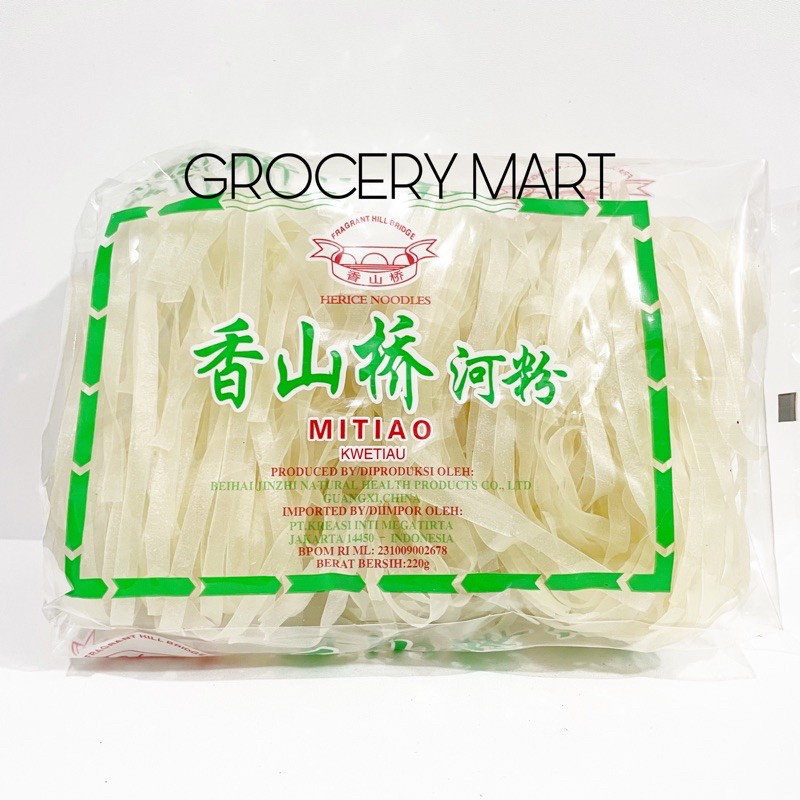 GROCERY MART
FRAGRANT HILL BRIDGE
香山桥
HERICE NOODLES
香山桥 河粉
MITIAO
KWETIAU
PRODUCED BY/DIPRODUKSI OLEH:
BEIHAI JINZHI NATURAL HEALTH PRODUCTS CO., LTD
GUANGXI,CHINA
IMPORTED BY/DIIMPOR OLEH:
PT.KREASI INTI MEGATIRTA
JAKARTA 14450 - INDONESIA
BPOM RI ML: 231009002678
BERAT BERSIH:220g
FRAGRANT HILL BRIDGE